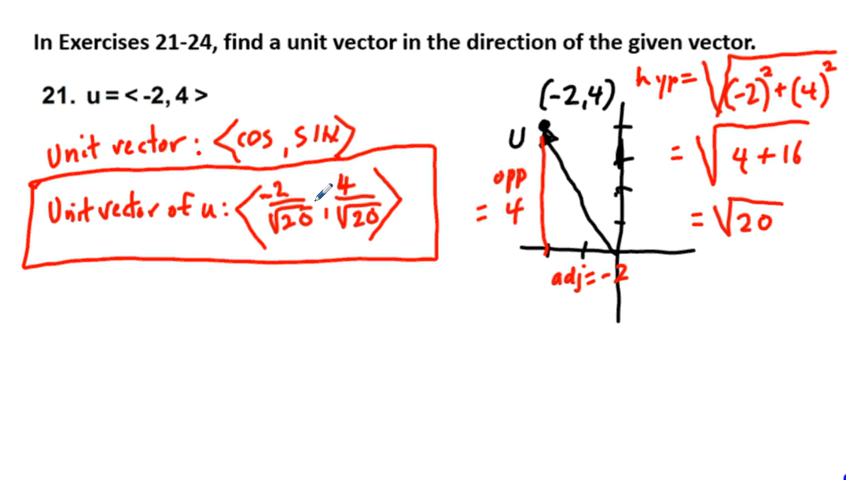 In Exercises 21-24, find a unit vector in the direction of the given vector.
21. u = < -2, 4 >
Unit vector: <cos, sin>
Unit vector of u: <-2/√20, 4/√20>
(-2,4)
U
opp
= 4
adj = -2
hyp = √(-2)² + (4)²
= √4 + 16
= √20